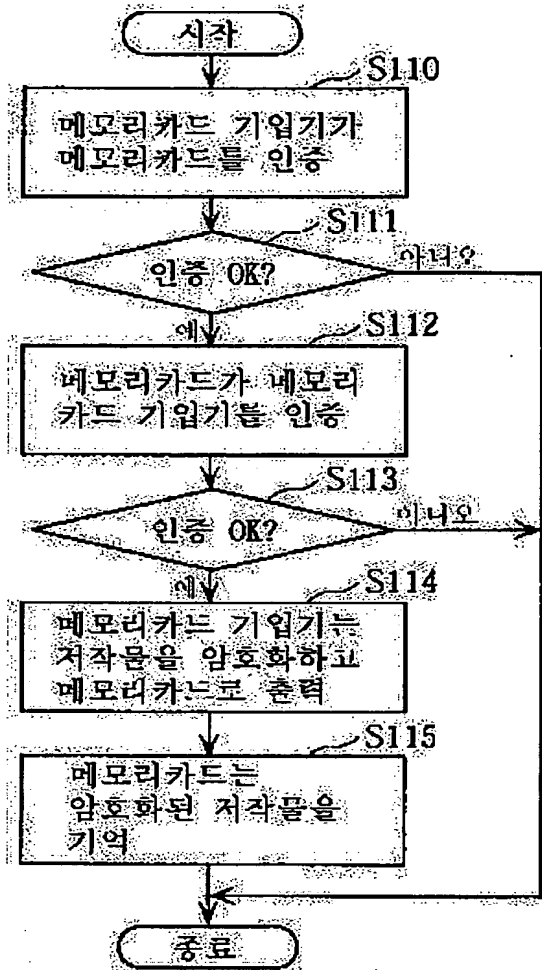 시작
S110
메모리카드 기입기가
메모리카드를 인증
S111
인증 OK?
아니오
예
S112
메모리카드가 메모리
카드 기입기를 인증
S113
인증 OK?
아니오
예
S114
메모리카드 기입기는
저작물을 암호화하고
메모리카드로 출력
S115
메모리카드는
암호화된 저작물을
기억
종료